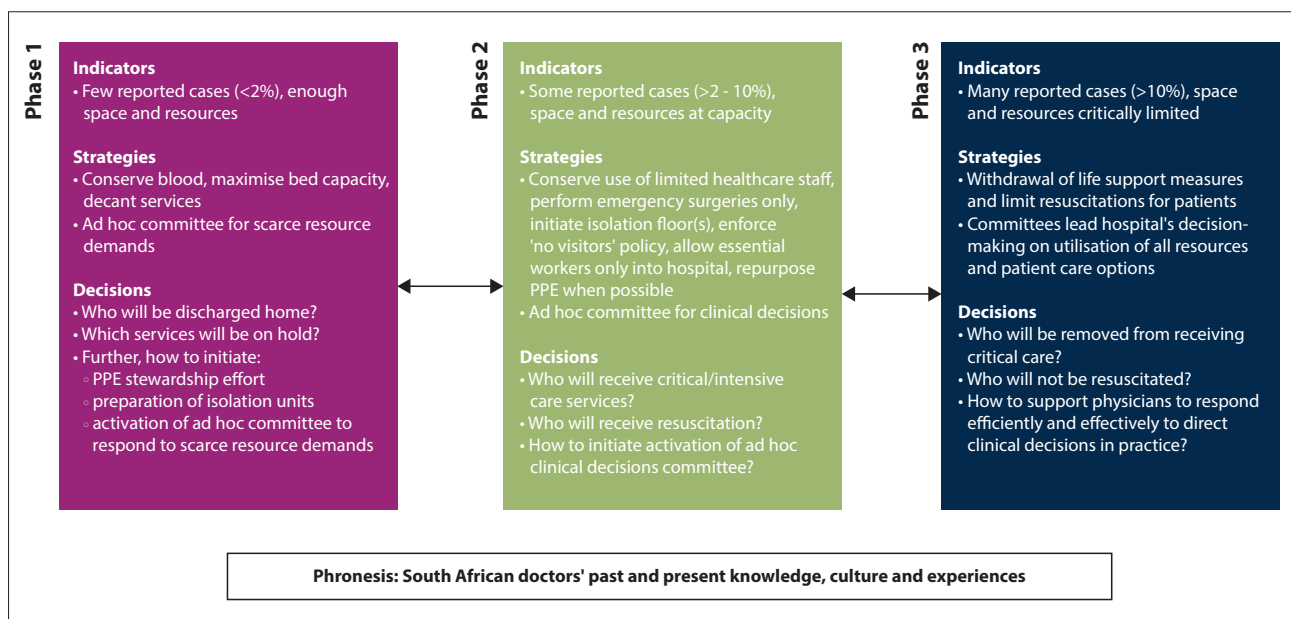 Phase 1
Indicators
• Few reported cases (<2%), enough
space and resources
Strategies
• Conserve blood, maximise bed capacity,
decant services
• Ad hoc committee for scarce resource
demands
Decisions
• Who will be discharged home?
• Which services will be on hold?
• Further, how to initiate:
◦ PPE stewardship effort
◦ preparation of isolation units
◦ activation of ad hoc committee to
respond to scarce resource demands
Phase 2
Indicators
• Some reported cases (>2 - 10%),
space and resources at capacity
Strategies
• Conserve use of limited healthcare staff,
perform emergency surgeries only,
initiate isolation floor(s), enforce
'no visitors' policy, allow essential
workers only into hospital, repurpose
PPE when possible
• Ad hoc committee for clinical decisions
Decisions
• Who will receive critical/intensive
care services?
• Who will receive resuscitation?
• How to initiate activation of ad hoc
clinical decisions committee?
Phase 3
Indicators
• Many reported cases (>10%), space
and resources critically limited
Strategies
• Withdrawal of life support measures
and limit resuscitations for patients
• Committees lead hospital's decision-
making on utilisation of all resources
and patient care options
Decisions
• Who will be removed from receiving
critical care?
• Who will not be resuscitated?
• How to support physicians to respond
efficiently and effectively to direct
clinical decisions in practice?
Phronesis: South African doctors' past and present knowledge, culture and experiences